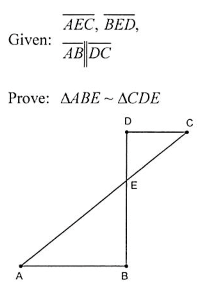 Given: AEC, BED,
AB||DC
Prove: ΔABE ~ ΔCDE
D C
E
A B